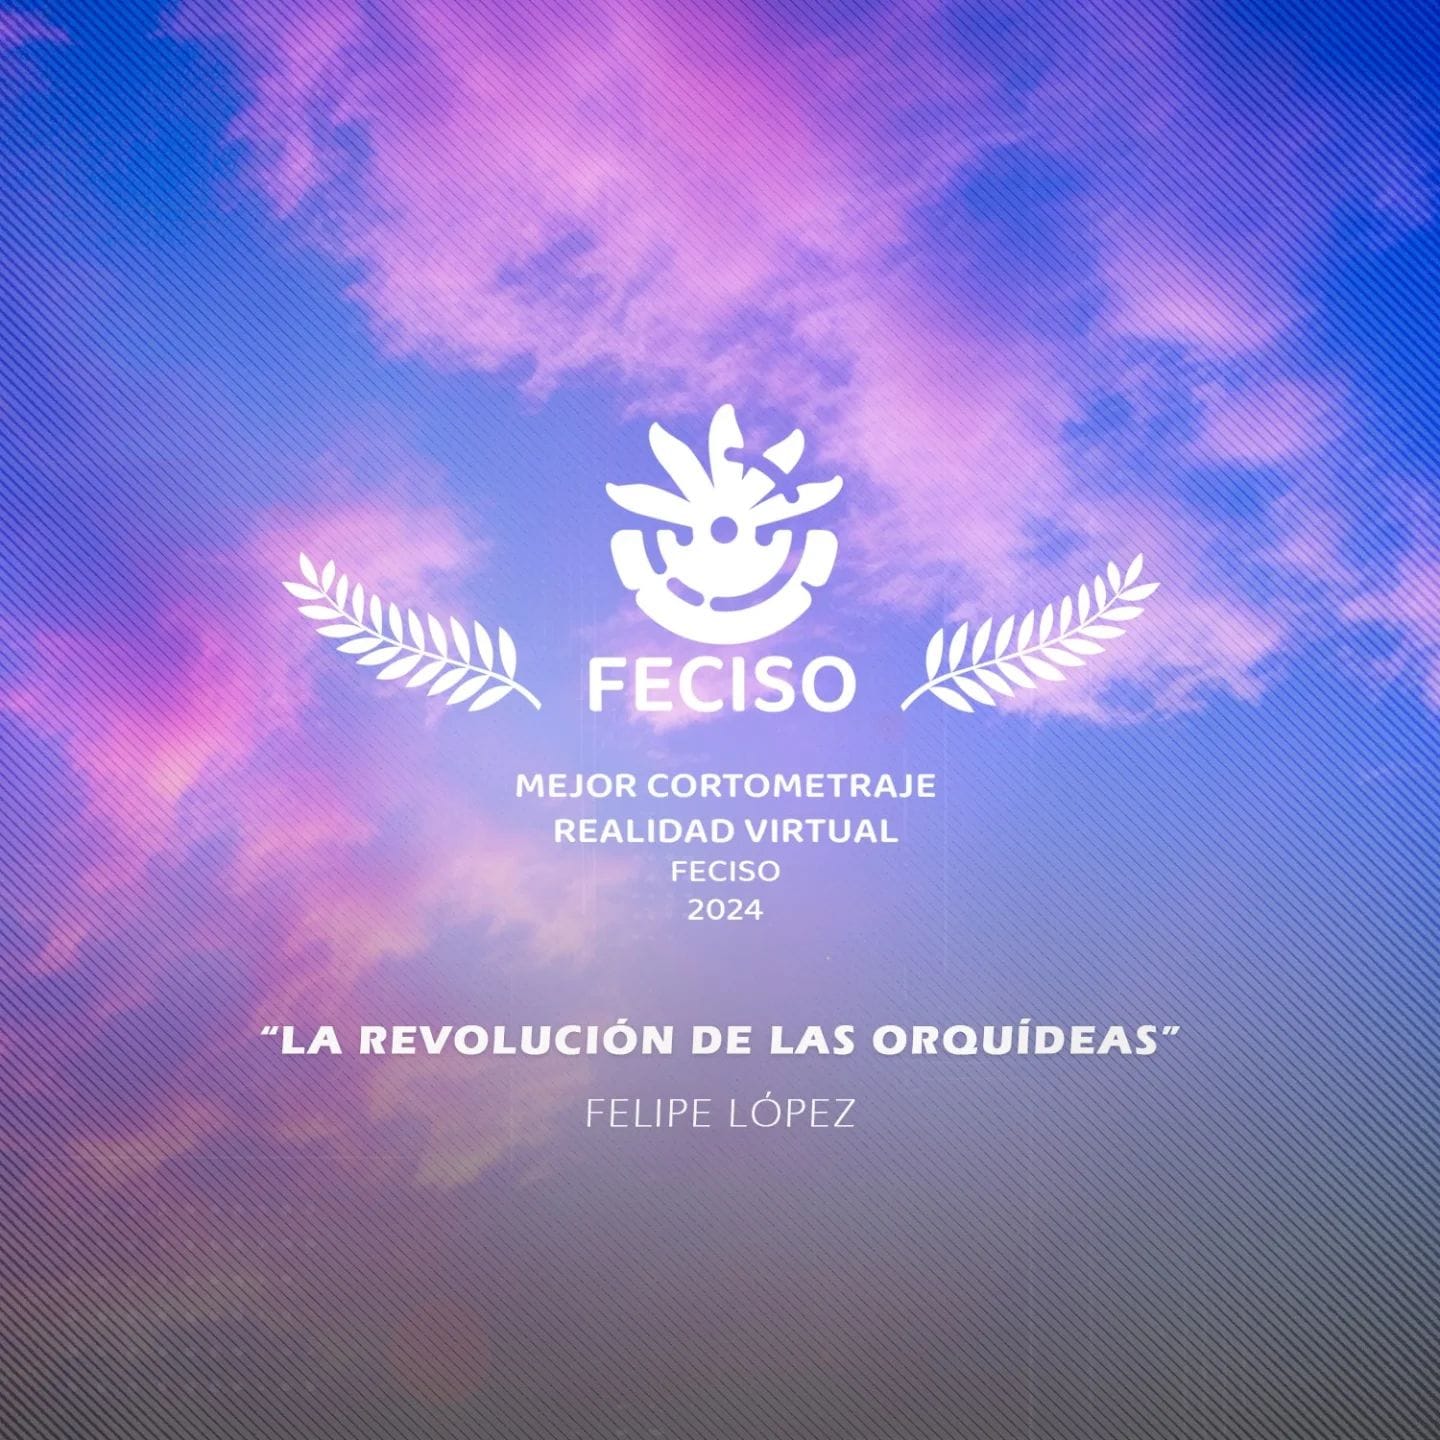 FECISO
MEJOR CORTOMETRAJE
REALIDAD VIRTUAL
FECISO
2024
“LA REVOLUCIÓN DE LAS ORQUÍDEAS”
FELIPE LÓPEZ